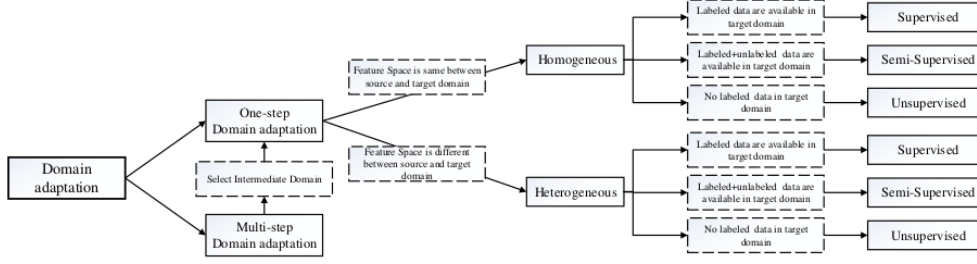 Domain
adaptation
One-step
Domain adaptation
Select Intermediate Domain
Multi-step
Domain adaptation
Feature Space is same between
source and target domain
Feature Space is different
between source and target
domain
Homogeneous
Heterogeneous
Labeled data are available in
target domain
Supervised
Labeled+unlabeled data are
available in target domain
Semi-Supervised
No labeled data in target
domain
Unsupervised
Labeled data are available in
target domain
Supervised
Labeled+unlabeled data are
available in target domain
Semi-Supervised
No labeled data in target
domain
Unsupervised